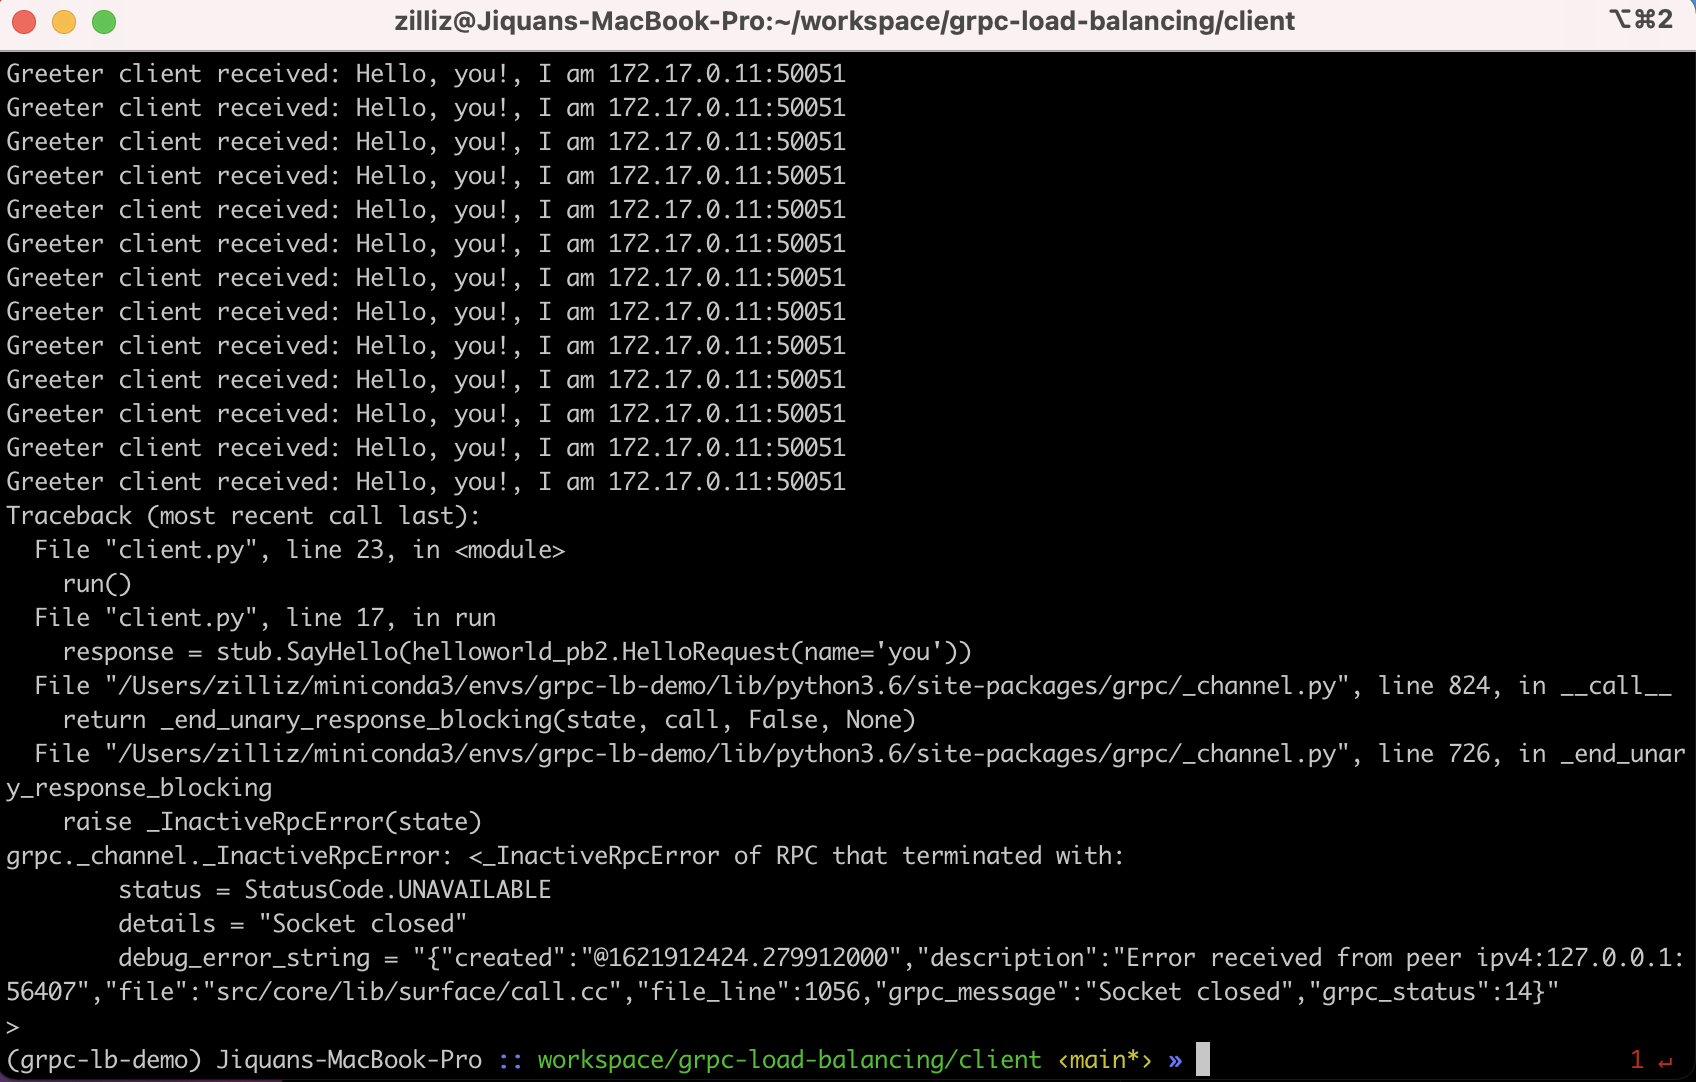 zilliz@Jiquans-MacBook-Pro:~/workspace/grpc-load-balancing/client ⌥⌘2
Greeter client received: Hello, you!, I am 172.17.0.11:50051
Greeter client received: Hello, you!, I am 172.17.0.11:50051
Greeter client received: Hello, you!, I am 172.17.0.11:50051
Greeter client received: Hello, you!, I am 172.17.0.11:50051
Greeter client received: Hello, you!, I am 172.17.0.11:50051
Greeter client received: Hello, you!, I am 172.17.0.11:50051
Greeter client received: Hello, you!, I am 172.17.0.11:50051
Greeter client received: Hello, you!, I am 172.17.0.11:50051
Greeter client received: Hello, you!, I am 172.17.0.11:50051
Greeter client received: Hello, you!, I am 172.17.0.11:50051
Greeter client received: Hello, you!, I am 172.17.0.11:50051
Greeter client received: Hello, you!, I am 172.17.0.11:50051
Greeter client received: Hello, you!, I am 172.17.0.11:50051
Traceback (most recent call last):
  File "client.py", line 23, in <module>
    run()
  File "client.py", line 17, in run
    response = stub.SayHello(helloworld_pb2.HelloRequest(name='you'))
  File "/Users/zilliz/miniconda3/envs/grpc-lb-demo/lib/python3.6/site-packages/grpc/_channel.py", line 824, in __call__
    return _end_unary_response_blocking(state, call, False, None)
  File "/Users/zilliz/miniconda3/envs/grpc-lb-demo/lib/python3.6/site-packages/grpc/_channel.py", line 726, in _end_unar
y_response_blocking
    raise _InactiveRpcError(state)
grpc._channel._InactiveRpcError: <_InactiveRpcError of RPC that terminated with:
        status = StatusCode.UNAVAILABLE
        details = "Socket closed"
        debug_error_string = "{"created":"@1621912424.279912000","description":"Error received from peer ipv4:127.0.0.1:
56407","file":"src/core/lib/surface/call.cc","file_line":1056,"grpc_message":"Socket closed","grpc_status":14}"
>
(grpc-lb-demo) Jiquans-MacBook-Pro :: workspace/grpc-load-balancing/client ‹main*› » 1 ↵